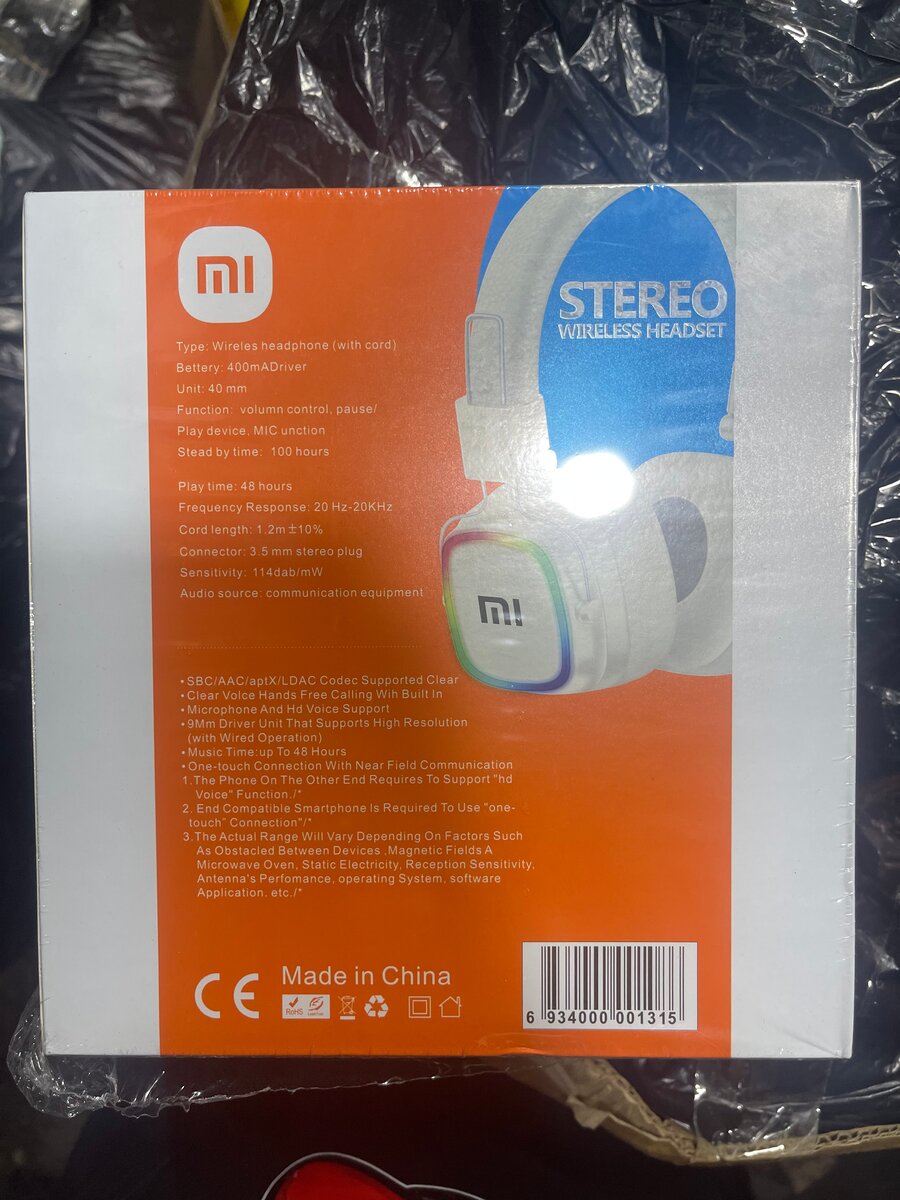 mi
STEREO
WIRELESS HEADSET
Type: Wireles headphone (with cord)
Bettery: 400mADriver
Unit: 40 mm
Function: volumn control, pause/
Play device, MIC unction
Stead by time: 100 hours
Play time: 48 hours
Frequency Response: 20 Hz-20KHz
Cord length: 1.2m±10%
Connector: 3.5 mm stereo plug
Sensitivity: 114dab/mW
Audio source: communication equipment
mi
•SBC/AAC/aptX/LDAC Codec Supported Clear
•Clear Voice Hands Free Calling Wih Built In
•Microphone And Hd Voice Support
•9Mm Driver Unit That Supports High Resolution
(with Wired Operation)
•Music Time:up To 48 Hours
•One-touch Connection With Near Field Communication
1.The Phone On The Other End Requires To Support "hd
Voice" Function./*
2. End Compatible Smartphone Is Required To Use "one-
touch" Connection"/*
3.The Actual Range Will Vary Depending On Factors Such
As Obstacled Between Devices ,Magnetic Fields A
Microwave Oven, Static Electricity, Reception Sensitivity,
Antenna's Perfomance, operating System, software
Application. etc./*
CE
Made in China
RoHS
6 934000 001315